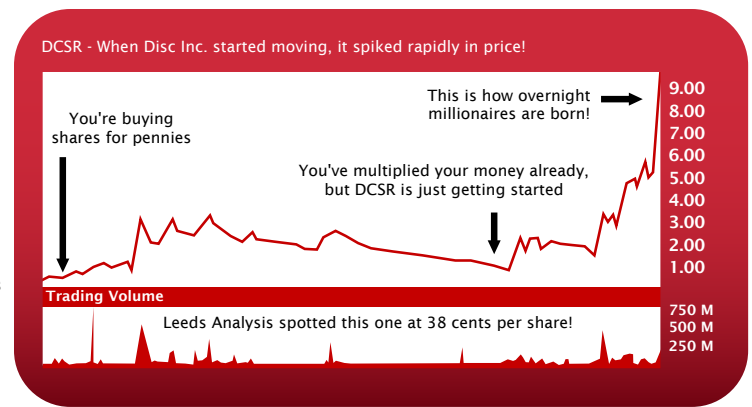 DCSR - When Disc Inc. started moving, it spiked rapidly in price!
This is how overnight
millionaires are born!
You're buying
shares for pennies
You've multiplied your money already,
but DCSR is just getting started
9.00
8.00
7.00
6.00
5.00
4.00
3.00
2.00
1.00
Trading Volume
Leeds Analysis spotted this one at 38 cents per share!
750 M
500 M
250 M